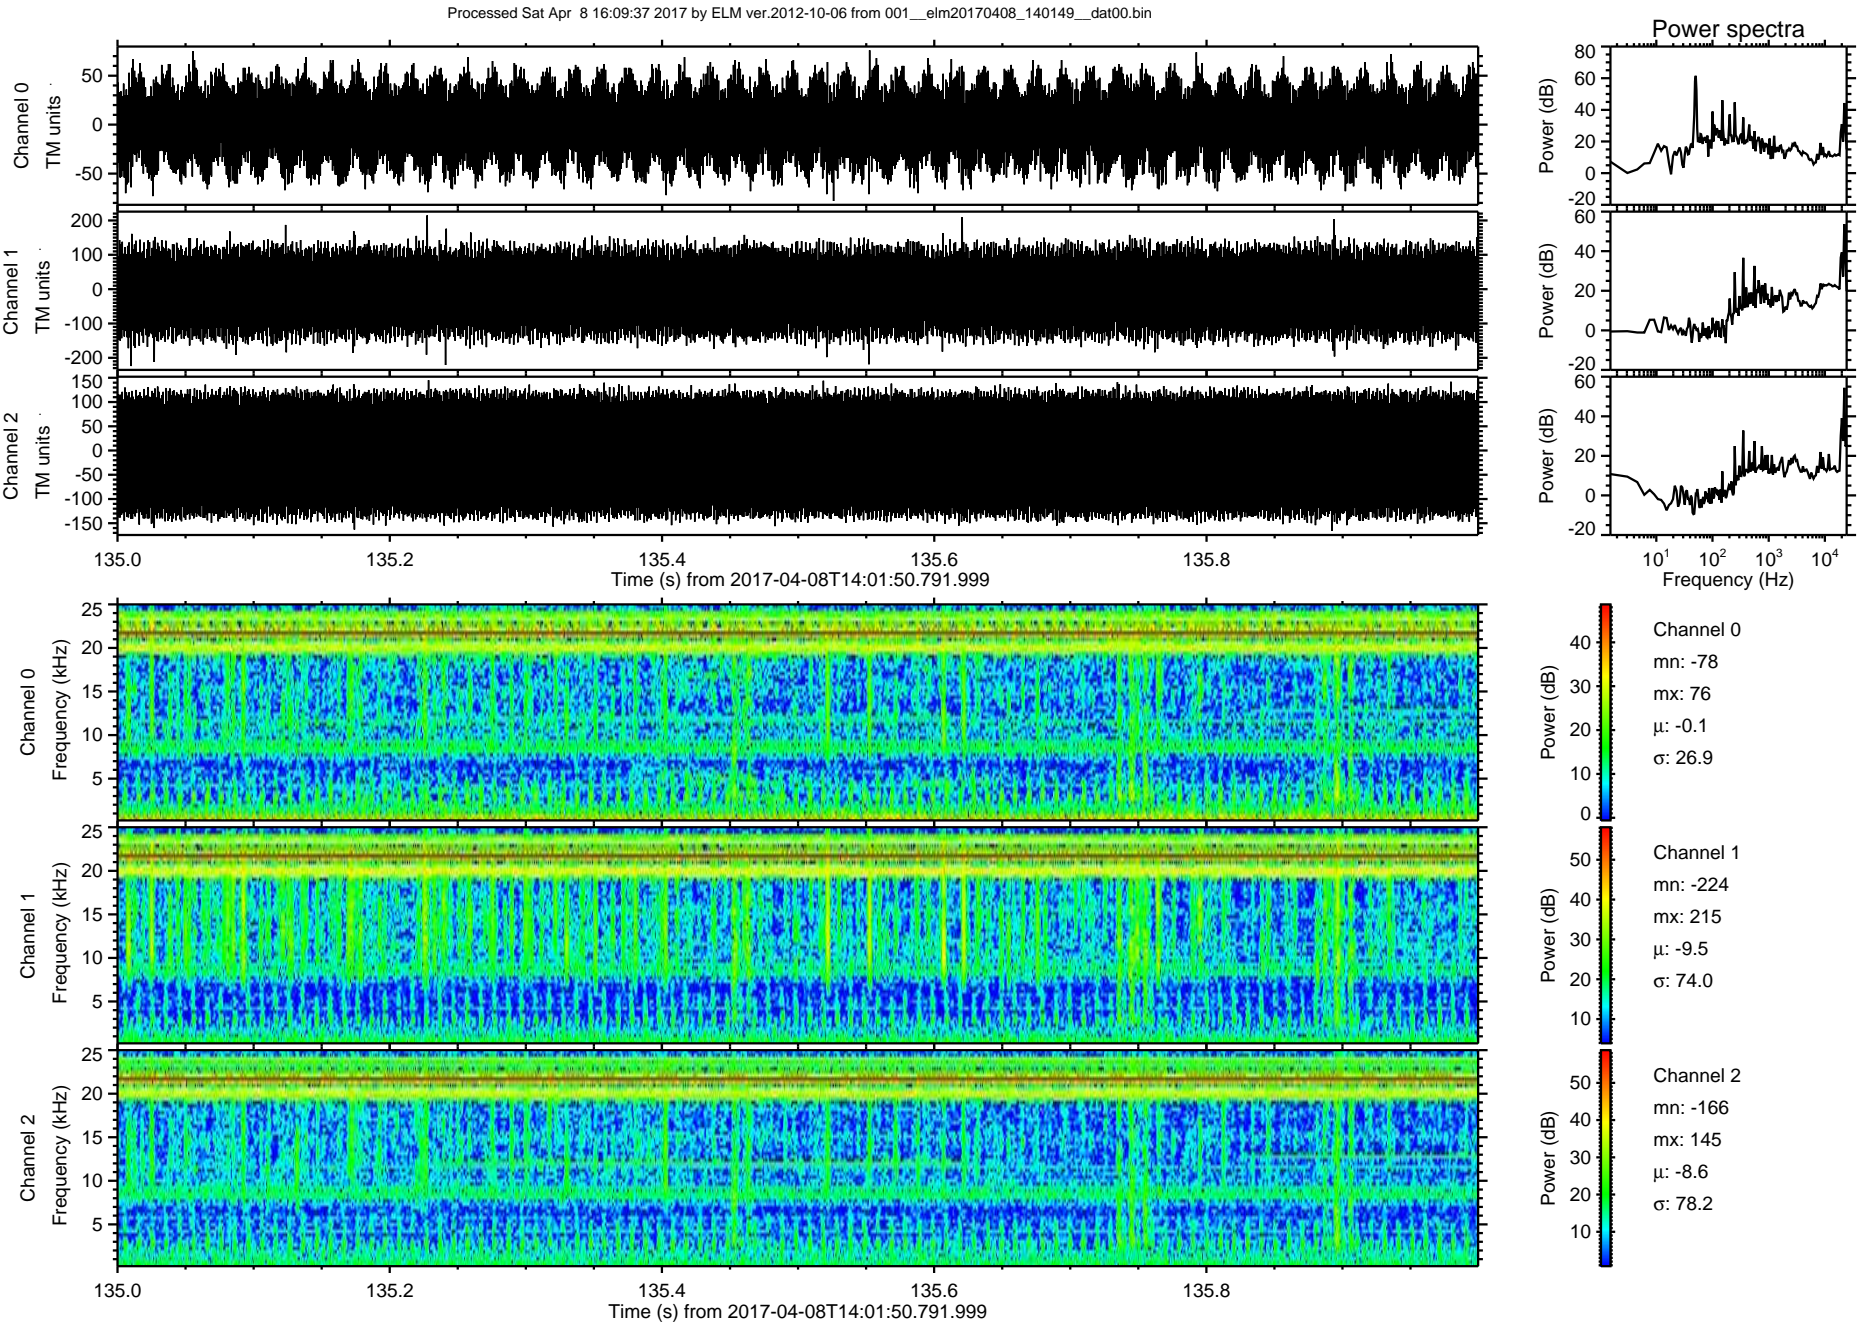 Processed Sat Apr  8 16:09:37 2017 by ELM ver.2012-10-06 from 001__elm20170408_140149__dat00.bin
Power spectra
Channel 0
TM units
50
0
-50
Power (dB)
80
60
40
20
0
-20
Channel 1
TM units
200
100
0
-100
-200
Power (dB)
60
40
20
0
-20
Channel 2
TM units
150
100
50
0
-50
-100
-150
Power (dB)
60
40
20
0
-20
135.0 135.2 135.4 135.6 135.8
Time (s) from 2017-04-08T14:01:50.791.999
10^1 10^2 10^3 10^4
Frequency (Hz)
Channel 0
Frequency (kHz)
25
20
15
10
5
Power (dB)
40
30
20
10
0
Channel 0
mn: -78
mx: 76
μ: -0.1
σ: 26.9
Channel 1
Frequency (kHz)
25
20
15
10
5
Power (dB)
50
40
30
20
10
Channel 1
mn: -224
mx: 215
μ: -9.5
σ: 74.0
Channel 2
Frequency (kHz)
25
20
15
10
5
Power (dB)
50
40
30
20
10
Channel 2
mn: -166
mx: 145
μ: -8.6
σ: 78.2
135.0 135.2 135.4 135.6 135.8
Time (s) from 2017-04-08T14:01:50.791.999